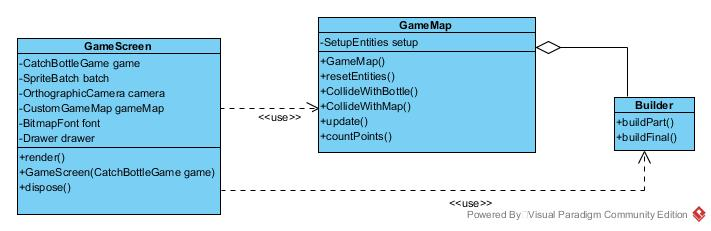 GameScreen
-CatchBottleGame game
-SpriteBatch batch
-OrthographicCamera camera
-CustomGameMap gameMap
-BitmapFont font
-Drawer drawer
+render()
+GameScreen(CatchBottleGame game)
+dispose()
<<use>>
GameMap
-SetupEntities setup
+GameMap()
+resetEntities()
+CollideWithBottle()
+CollideWithMap()
+update()
+countPoints()
Builder
+buildPart()
+buildFinal()
<<use>>
Powered By Visual Paradigm Community Edition